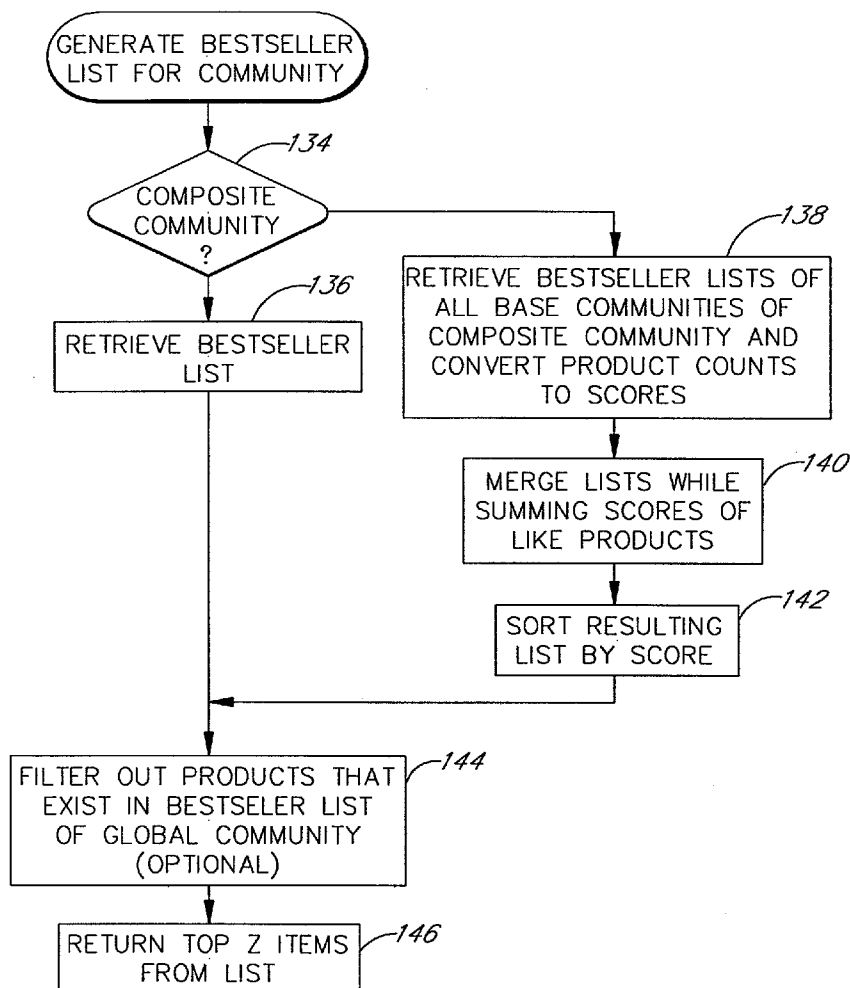 GENERATE BESTSELLER
LIST FOR COMMUNITY
134
COMPOSITE
COMMUNITY
?
136
RETRIEVE BESTSELLER
LIST
138
RETRIEVE BESTSELLER LISTS OF
ALL BASE COMMUNITIES OF
COMPOSITE COMMUNITY AND
CONVERT PRODUCT COUNTS
TO SCORES
140
MERGE LISTS WHILE
SUMMING SCORES OF
LIKE PRODUCTS
142
SORT RESULTING
LIST BY SCORE
144
FILTER OUT PRODUCTS THAT
EXIST IN BESTSELER LIST
OF GLOBAL COMMUNITY
(OPTIONAL)
146
RETURN TOP Z ITEMS
FROM LIST